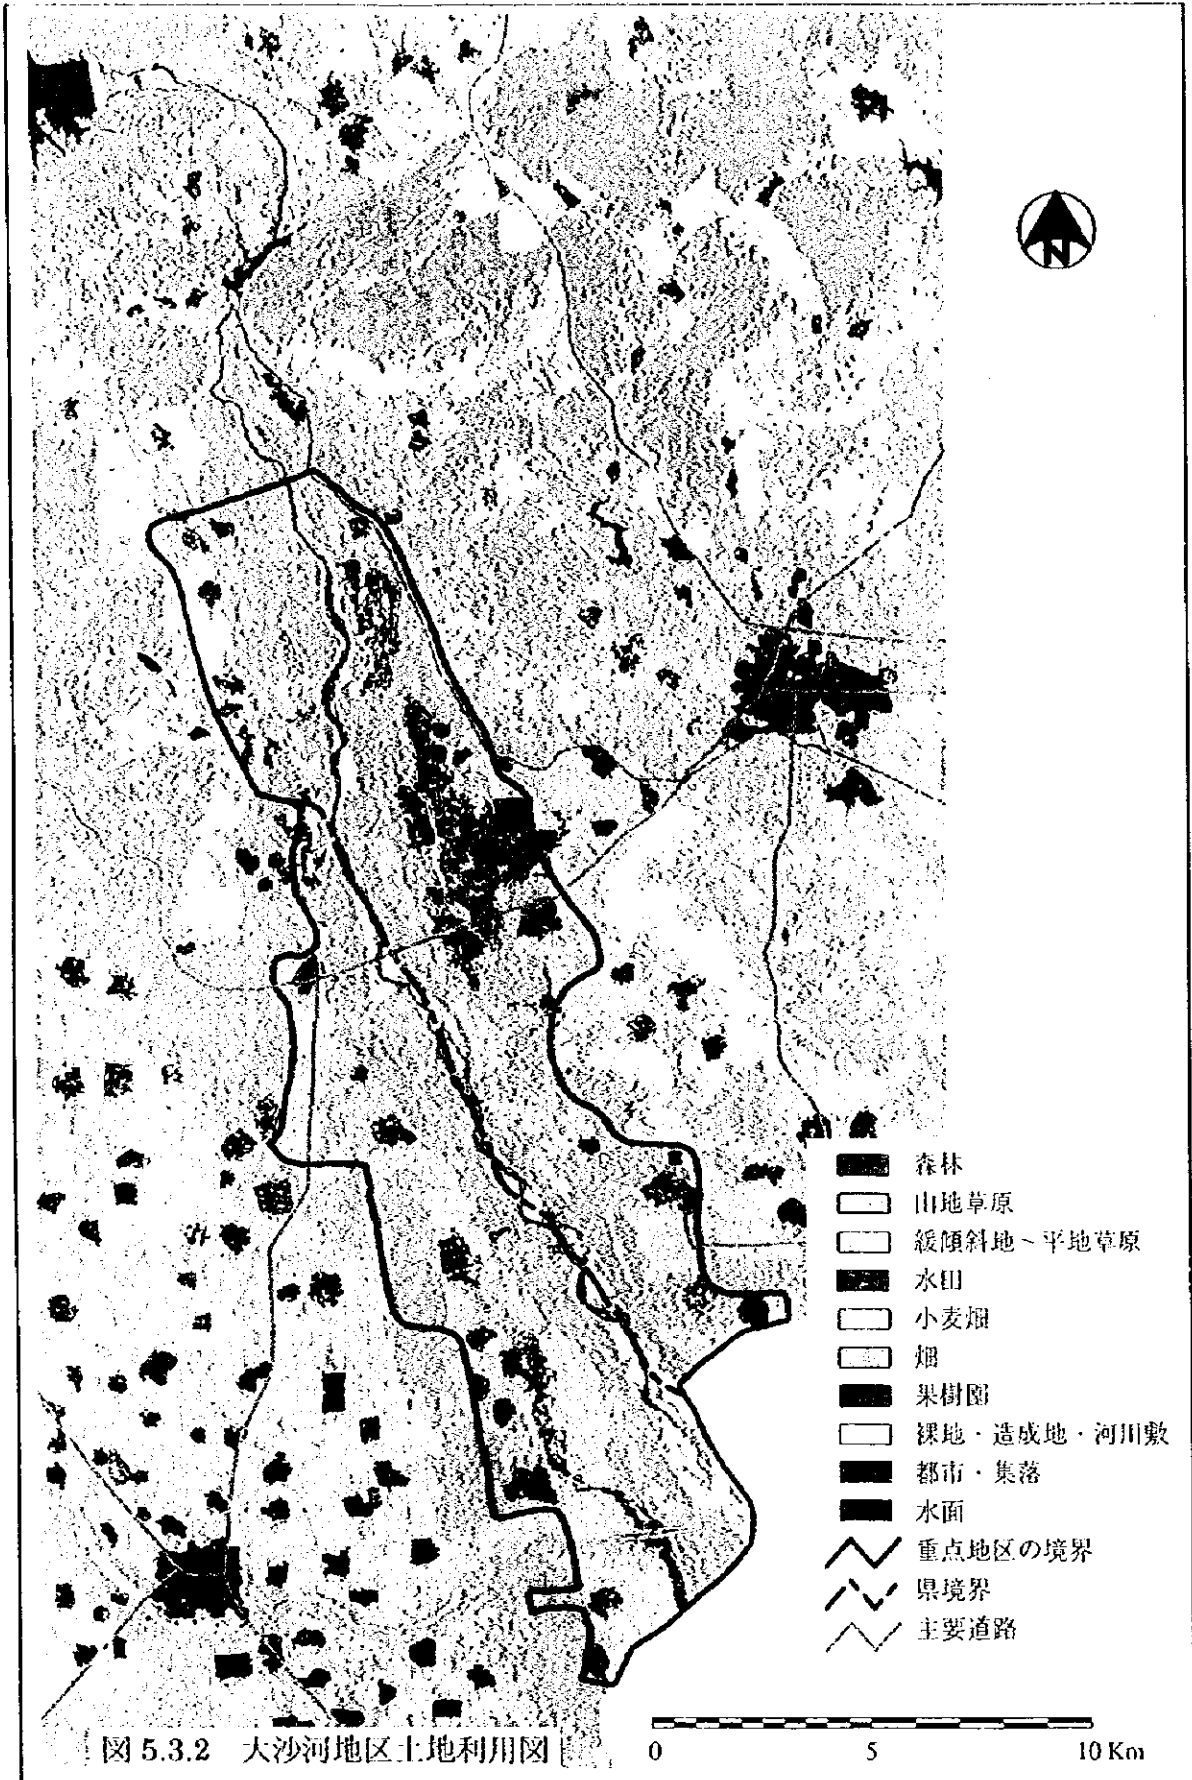 N
森林
山地草原
緩傾斜地～平地草原
水田
小麦畑
畑
果樹園
裸地・造成地・河川敷
都市・集落
水面
重点地区の境界
県境界
主要道路
図 5.3.2 大沙河地区土地利用図
0 5 10 Km